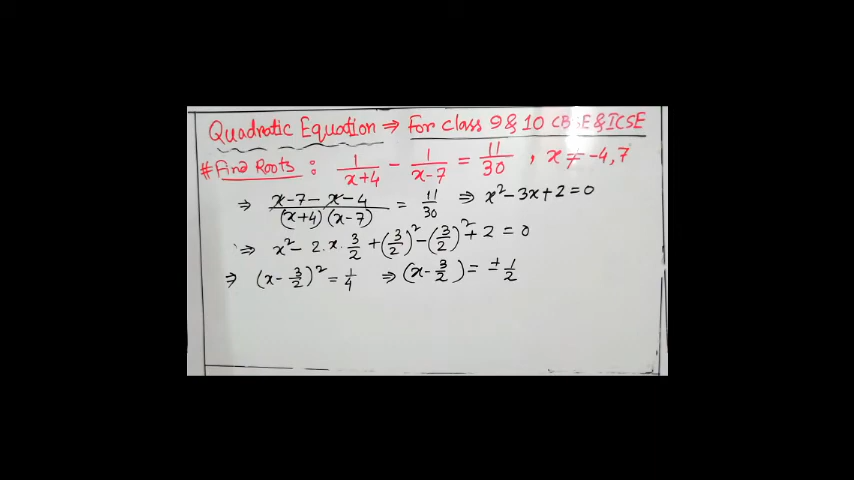 Quadratic Equation ⇒ For class 9 & 10 CBSE & ICSE
# Find Roots : 1/(x+4) - 1/(x-7) = 11/30 , x ≠ -4, 7
⇒ (x-7-x-4)/((x+4)(x-7)) = 11/30 ⇒ x² - 3x + 2 = 0
⇒ x² - 2.x.3/2 + (3/2)² - (3/2)² + 2 = 0
⇒ (x - 3/2)² = 1/4 ⇒ (x - 3/2) = ± 1/2